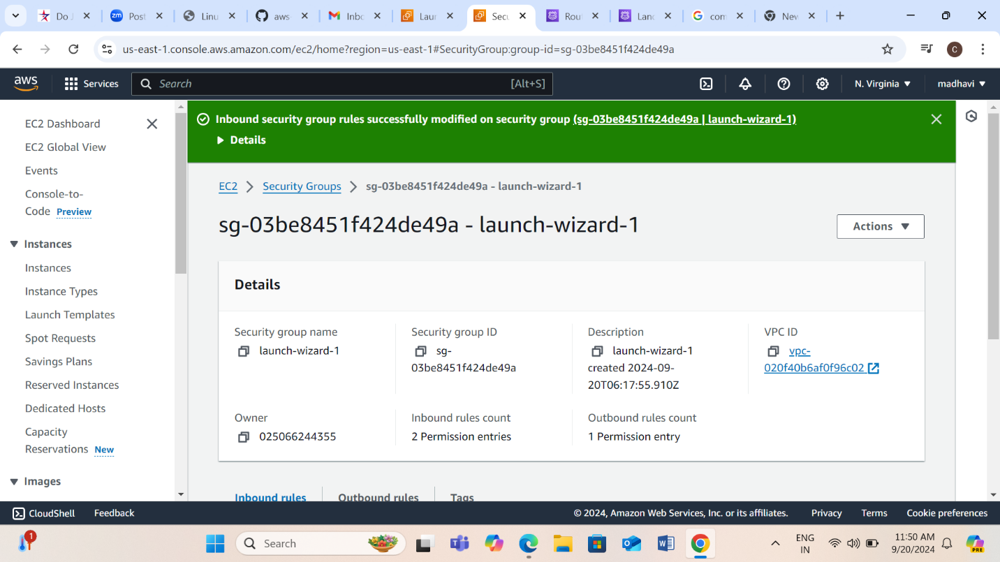 Do J
Post
Linu
aws-
Inbo
Laun
Secu
Rout
Land
com
New
us-east-1.console.aws.amazon.com/ec2/home?region=us-east-1#SecurityGroup:group-id=sg-03be8451f424de49a
C
aws
Services
Search
[Alt+S]
N. Virginia
madhavi
EC2 Dashboard
EC2 Global View
Events
Console-to-
Code Preview
Instances
Instances
Instance Types
Launch Templates
Spot Requests
Savings Plans
Reserved Instances
Dedicated Hosts
Capacity
Reservations New
Images
Inbound security group rules successfully modified on security group (sg-03be8451f424de49a | launch-wizard-1)
Details
EC2 > Security Groups > sg-03be8451f424de49a - launch-wizard-1
sg-03be8451f424de49a - launch-wizard-1
Actions
Details
Security group name
launch-wizard-1
Security group ID
sg-
03be8451f424de49a
Description
launch-wizard-1
created 2024-09-
20T06:17:55.910Z
VPC ID
vpc-
020f40b6af0f96c02
Owner
025066244355
Inbound rules count
2 Permission entries
Outbound rules count
1 Permission entry
Inbound rules
Outbound rules
Tags
CloudShell
Feedback
© 2024, Amazon Web Services, Inc. or its affiliates.
Privacy
Terms
Cookie preferences
1
Search
ENG
IN
11:50 AM
9/20/2024
PRE